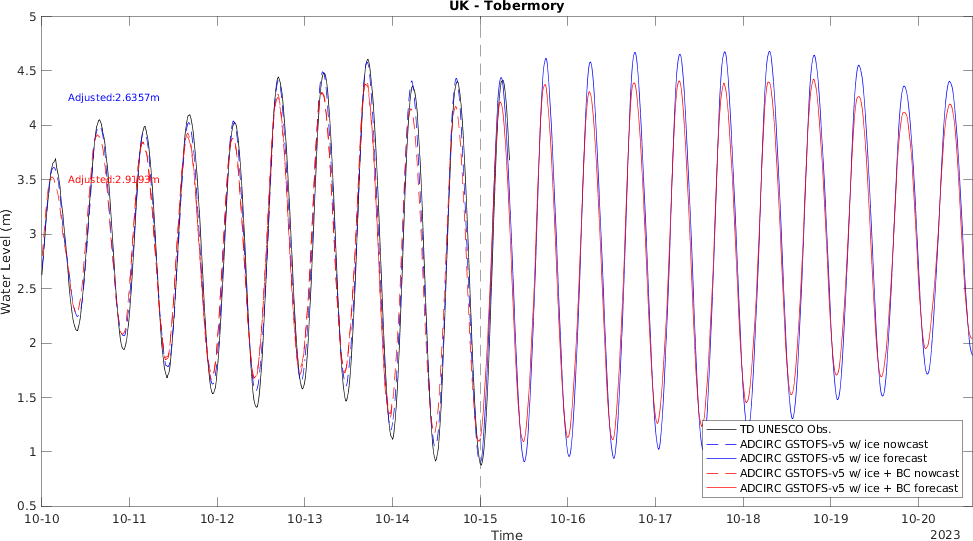 UK - Tobermory
5
4.5
4
3.5
3
2.5
2
1.5
1
0.5
Water Level (m)
Adjusted:2.6357m
Adjusted:2.9193m
TD UNESCO Obs.
ADCIRC GSTOFS-v5 w/ ice nowcast
ADCIRC GSTOFS-v5 w/ ice forecast
ADCIRC GSTOFS-v5 w/ ice + BC nowcast
ADCIRC GSTOFS-v5 w/ ice + BC forecast
10-10 10-11 10-12 10-13 10-14 10-15 10-16 10-17 10-18 10-19 10-20
Time
2023